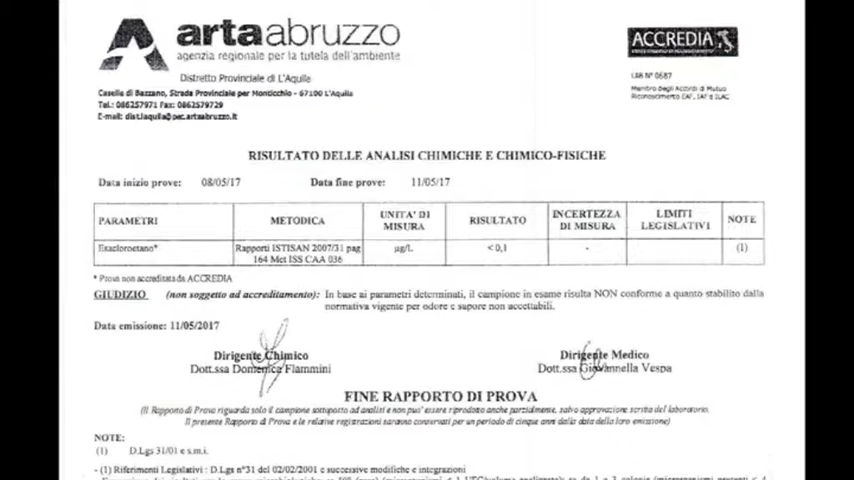 artaabruzzo
agenzia regionale per la tutela dell'ambiente
ACCREDIA
Distretto Provinciale di L'Aquila
LAB N° 0687
Caselle di Bazzano, Strada Provinciale per Monticchio - 67100 L'Aquila
Membro degli Accordi di Mutuo
Tel.: 086257971 Fax: 0862579729
Riconoscimento EAF, IAF e ILAC
E-mail: dist.laquila@pec.artaabruzzo.it
RISULTATO DELLE ANALISI CHIMICHE E CHIMICO-FISICHE
Data inizio prove: 08/05/17 Data fine prove: 11/05/17
PARAMETRI METODICA UNITA' DI MISURA RISULTATO INCERTEZZA DI MISURA LIMITI LEGISLATIVI NOTE
Esacloroetano* Rapporti ISTISAN 2007/31 pag µg/L <0,1 - (1)
164 Met ISS CAA 036
* Prova non accreditata da ACCREDIA
GIUDIZIO (non soggetto ad accreditamento): In base ai parametri determinati, il campione in esame risulta NON conforme a quanto stabilito dalla
normativa vigente per odore e sapore non accettabili.
Data emissione: 11/05/2017
Dirigente Chimico Dirigente Medico
Dott.ssa Domenica Flammini Dott.ssa Giovannella Vespa
FINE RAPPORTO DI PROVA
(Il Rapporto di Prova riguarda solo il campione sottoposto ad analisi e non puo' essere riprodotto anche parzialmente, salvo approvazione scritta del laboratorio.
Il presente Rapporto di Prova e le relative registrazioni saranno conservati per un periodo di cinque anni dalla data della loro emissione)
NOTE:
(1) D.Lgs 31/01 e s.m.i.
- (1) Riferimenti Legislativi : D.Lgs n°31 del 02/02/2001 e successive modifiche e integrazioni